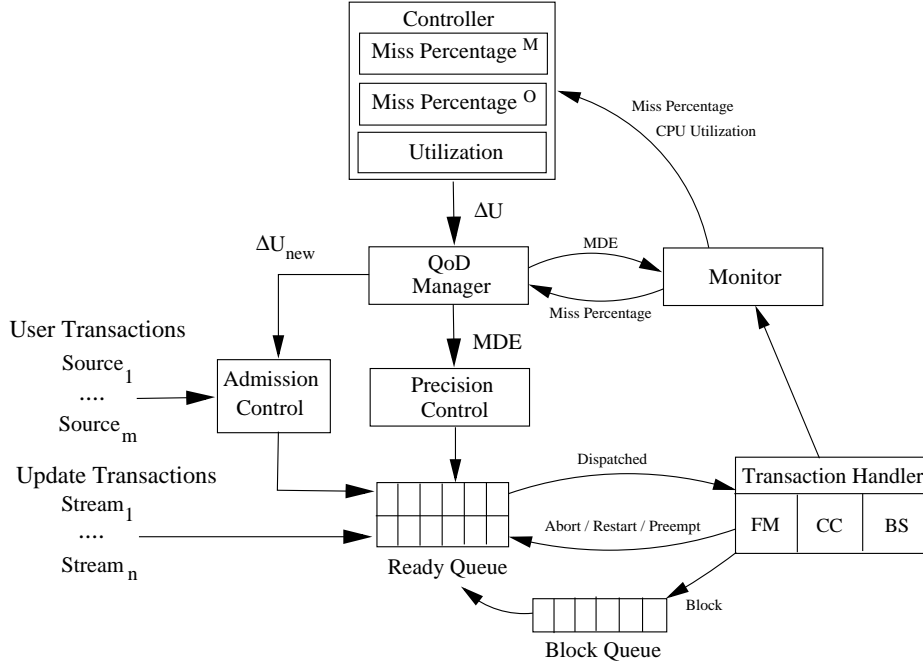 Controller
Miss Percentage M
Miss Percentage O
Utilization
Miss Percentage
CPU Utilization
ΔU
ΔU new
QoD
Manager
MDE
Monitor
Miss Percentage
User Transactions
MDE
Source 1
....
Source m
Admission
Control
Precision
Control
Update Transactions
Stream 1
....
Stream n
Dispatched
Transaction Handler
FM CC BS
Abort / Restart / Preempt
Ready Queue
Block
Block Queue